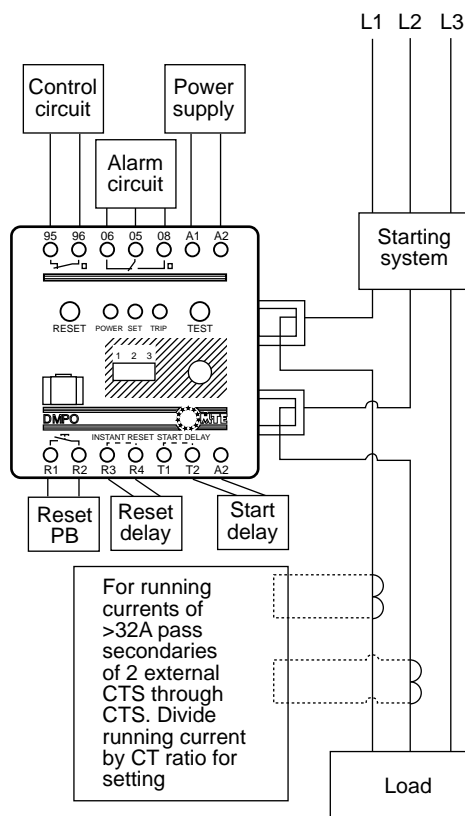 L1 L2 L3
Control
circuit
Power
supply
Alarm
circuit
95 96 06 05 08 A1 A2
Starting
system
RESET POWER SET TRIP TEST
1 2 3
DMPO MiTE
INSTANT RESET START DELAY
R1 R2 R3 R4 T1 T2 A2
Reset
PB
Reset
delay
Start
delay
For running
currents of
>32A pass
secondaries
of 2 external
CTS through
CTS. Divide
running current
by CT ratio for
setting
Load